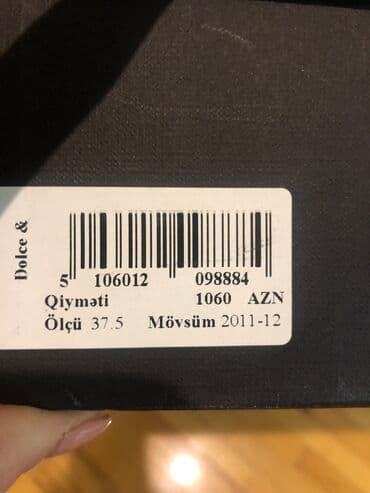 Dolce &
5 106012 098884
Qiyməti 1060 AZN
Ölçü 37.5 Mövsüm 2011-12